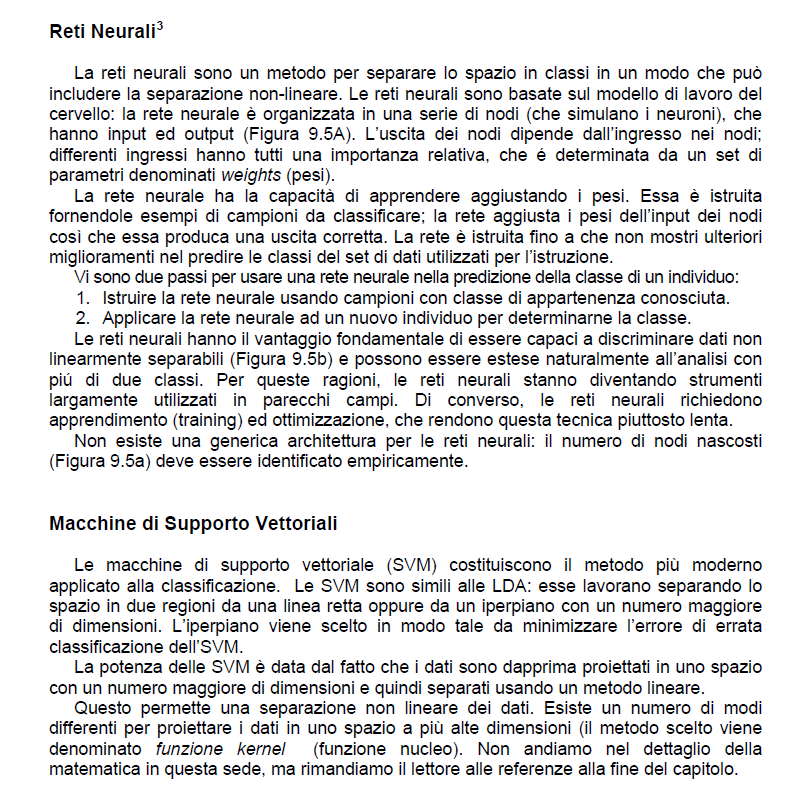 Reti Neurali³
La reti neurali sono un metodo per separare lo spazio in classi in un modo che può
includere la separazione non-lineare. Le reti neurali sono basate sul modello di lavoro del
cervello: la rete neurale è organizzata in una serie di nodi (che simulano i neuroni), che
hanno input ed output (Figura 9.5A). L'uscita dei nodi dipende dall'ingresso nei nodi;
differenti ingressi hanno tutti una importanza relativa, che é determinata da un set di
parametri denominati weights (pesi).
La rete neurale ha la capacità di apprendere aggiustando i pesi. Essa è istruita
fornendole esempi di campioni da classificare; la rete aggiusta i pesi dell'input dei nodi
così che essa produca una uscita corretta. La rete è istruita fino a che non mostri ulteriori
miglioramenti nel predire le classi del set di dati utilizzati per l'istruzione.
Vi sono due passi per usare una rete neurale nella predizione della classe di un individuo:
1. Istruire la rete neurale usando campioni con classe di appartenenza conosciuta.
2. Applicare la rete neurale ad un nuovo individuo per determinarne la classe.
Le reti neurali hanno il vantaggio fondamentale di essere capaci a discriminare dati non
linearmente separabili (Figura 9.5b) e possono essere estese naturalmente all'analisi con
piú di due classi. Per queste ragioni, le reti neurali stanno diventando strumenti
largamente utilizzati in parecchi campi. Di converso, le reti neurali richiedono
apprendimento (training) ed ottimizzazione, che rendono questa tecnica piuttosto lenta.
Non esiste una generica architettura per le reti neurali: il numero di nodi nascosti
(Figura 9.5a) deve essere identificato empiricamente.
Macchine di Supporto Vettoriali
Le macchine di supporto vettoriale (SVM) costituiscono il metodo più moderno
applicato alla classificazione. Le SVM sono simili alle LDA: esse lavorano separando lo
spazio in due regioni da una linea retta oppure da un iperpiano con un numero maggiore
di dimensioni. L'iperpiano viene scelto in modo tale da minimizzare l'errore di errata
classificazione dell'SVM.
La potenza delle SVM è data dal fatto che i dati sono dapprima proiettati in uno spazio
con un numero maggiore di dimensioni e quindi separati usando un metodo lineare.
Questo permette una separazione non lineare dei dati. Esiste un numero di modi
differenti per proiettare i dati in uno spazio a più alte dimensioni (il metodo scelto viene
denominato funzione kernel (funzione nucleo). Non andiamo nel dettaglio della
matematica in questa sede, ma rimandiamo il lettore alle referenze alla fine del capitolo.